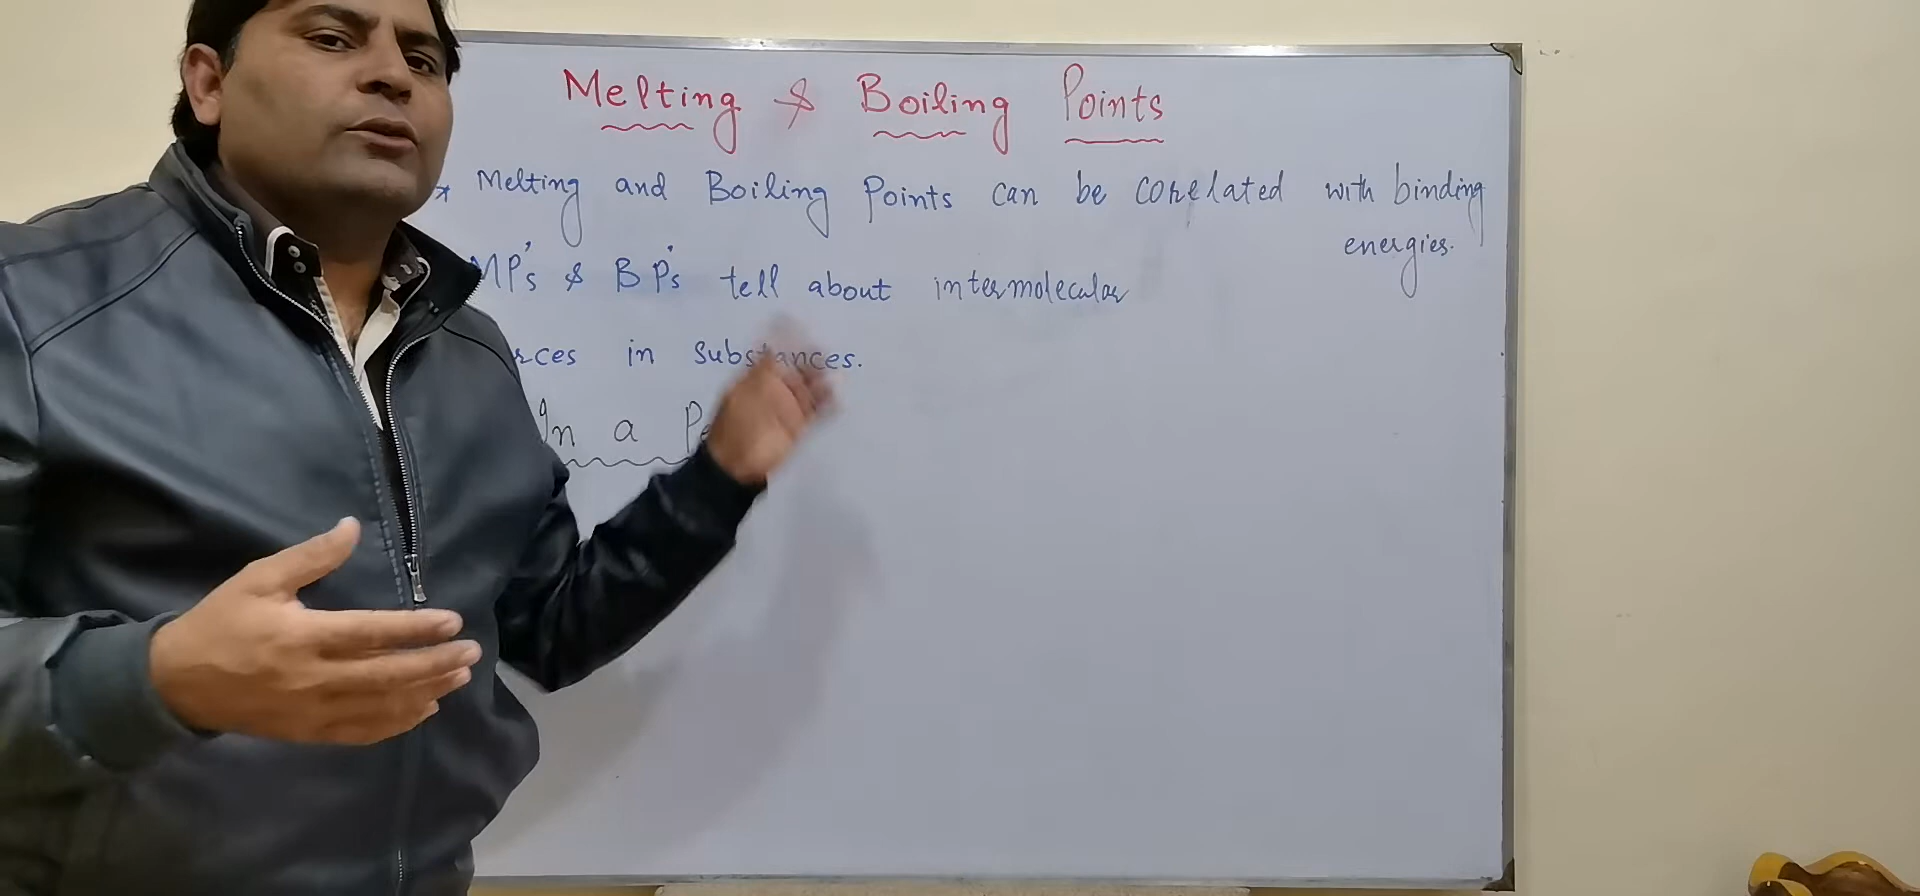 Melting & Boiling Points
* Melting and Boiling Points can be corelated with binding
energies.
MP's & BP's tell about intermolecular
rces in substances.
In a